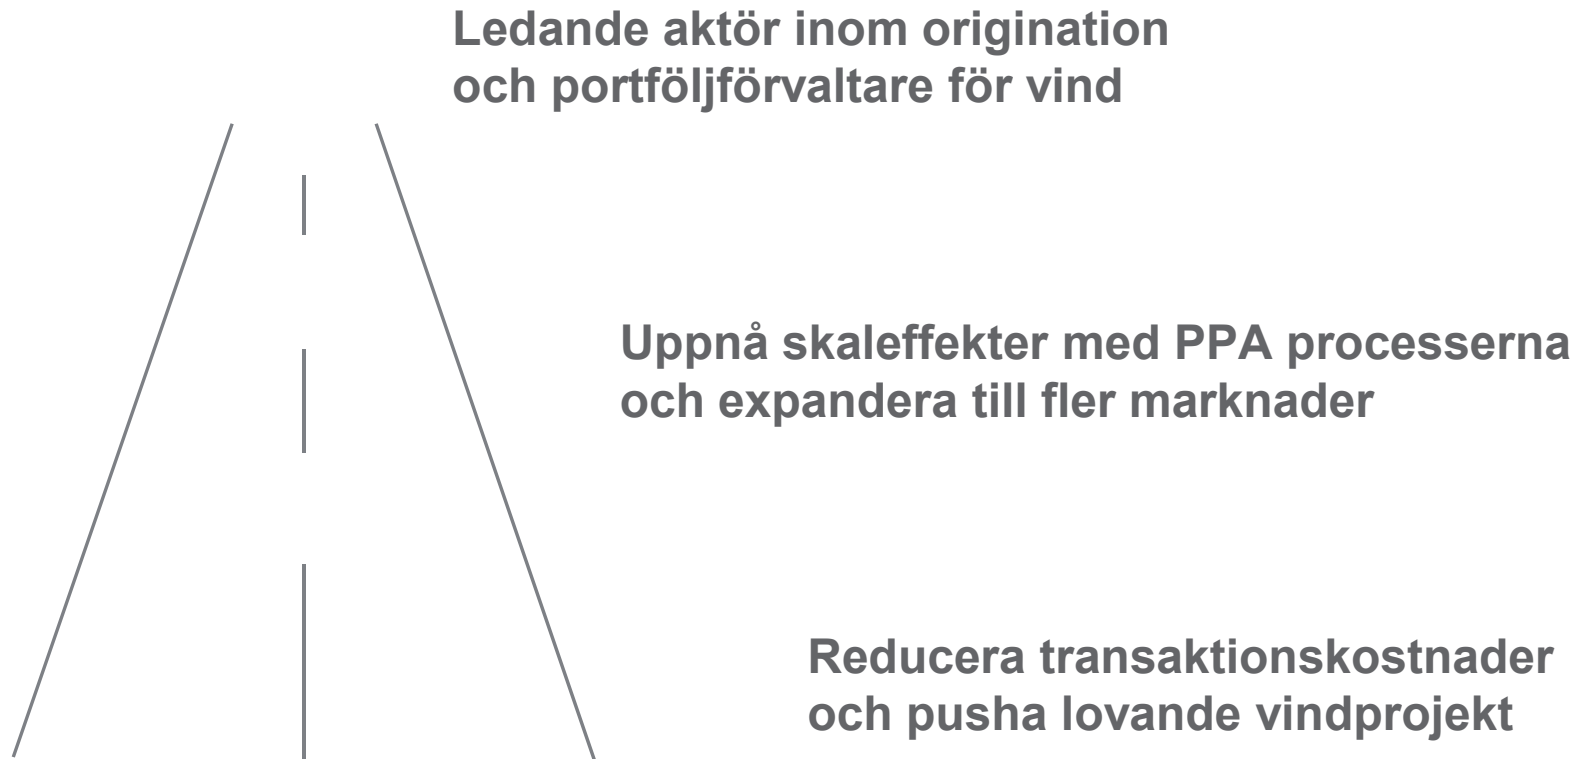 Ledande aktör inom origination
och portföljförvaltare för vind
Uppnå skaleffekter med PPA processerna
och expandera till fler marknader
Reducera transaktionskostnader
och pusha lovande vindprojekt